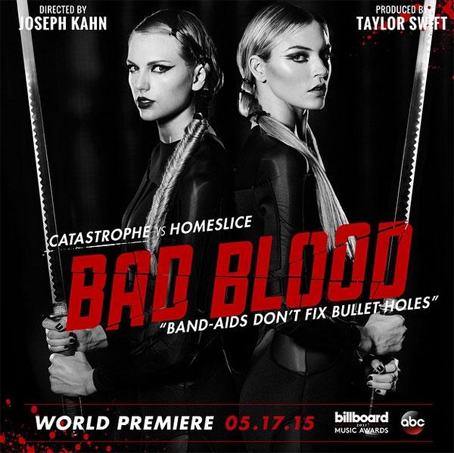 DIRECTED BY
JOSEPH KAHN
PRODUCED BY
TAYLOR SWIFT
CATASTROPHE VS HOMESLICE
BAD BLOOD
"BAND-AIDS DON'T FIX BULLET HOLES"
WORLD PREMIERE 05.17.15
billboard
2015
MUSIC AWARDS
abc